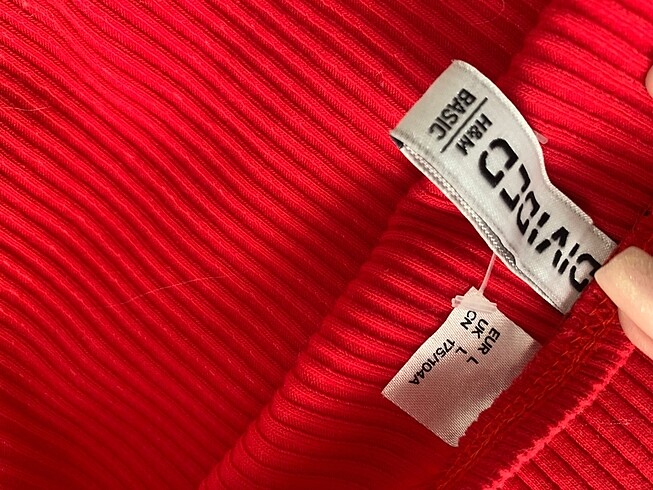 DIVIDED
H&M
BASIC
EUR L
UK L
CN 175/104A